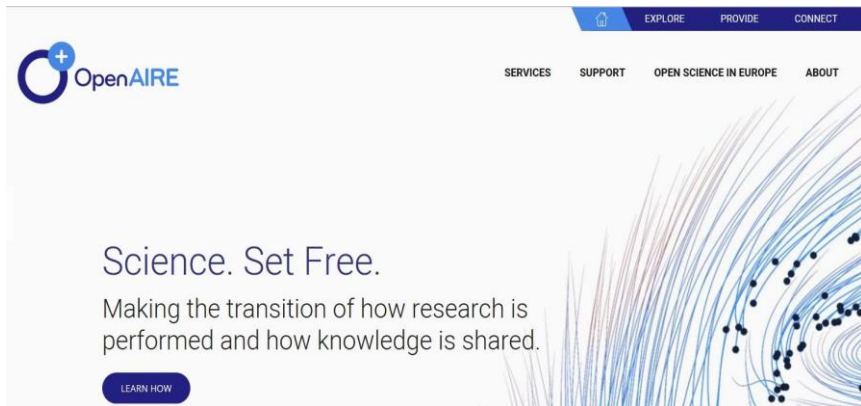 EXPLORE PROVIDE CONNECT
OpenAIRE
SERVICES SUPPORT OPEN SCIENCE IN EUROPE ABOUT
Science. Set Free.
Making the transition of how research is
performed and how knowledge is shared.
LEARN HOW